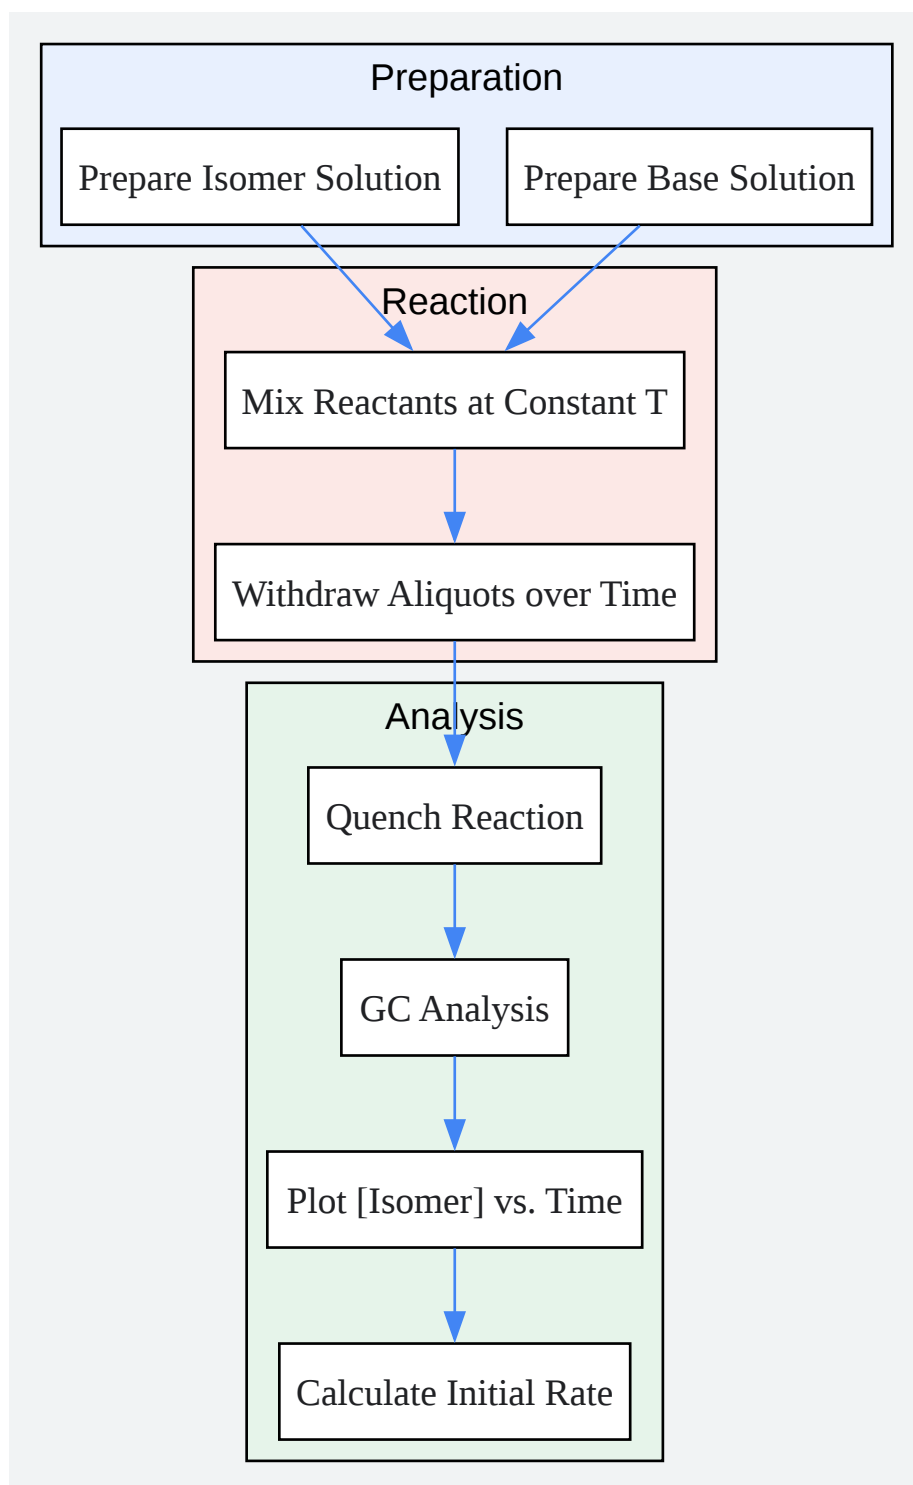 Preparation
Prepare Isomer Solution
Prepare Base Solution
Reaction
Mix Reactants at Constant T
Withdraw Aliquots over Time
Analysis
Quench Reaction
GC Analysis
Plot [Isomer] vs. Time
Calculate Initial Rate